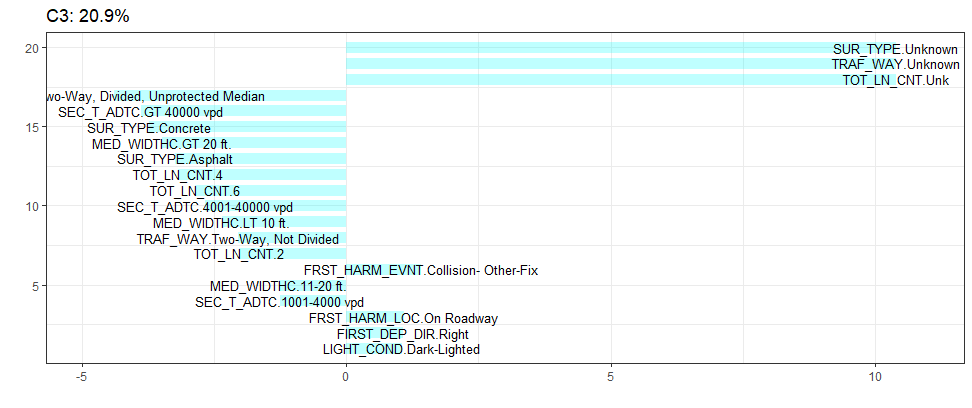 C3: 20.9%
20
SUR_TYPE.Unknown
TRAF_WAY.Unknown
TOT_LN_CNT.Unk
wo-Way, Divided, Unprotected Median
SEC_T_ADTC.GT 40000 vpd
15
SUR_TYPE.Concrete
MED_WIDTHC.GT 20 ft.
SUR_TYPE.Asphalt
TOT_LN_CNT.4
TOT_LN_CNT.6
10
SEC_T_ADTC.4001-40000 vpd
MED_WIDTHC.LT 10 ft.
TRAF_WAY.Two-Way, Not Divided
TOT_LN_CNT.2
FRST_HARM_EVNT.Collision- Other-Fix
5
MED_WIDTHC.11-20 ft.
SEC_T_ADTC.1001-4000 vpd
FRST_HARM_LOC.On Roadway
FIRST_DEP_DIR.Right
LIGHT_COND.Dark-Lighted
-5 0 5 10